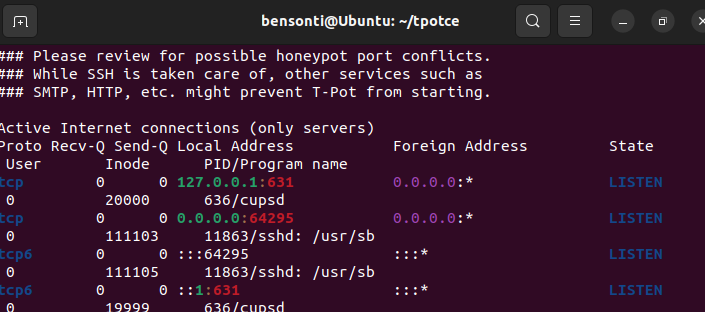 bensonti@Ubuntu: ~/tpotce
### Please review for possible honeypot port conflicts.
### While SSH is taken care of, other services such as
### SMTP, HTTP, etc. might prevent T-Pot from starting.
Active Internet connections (only servers)
Proto Recv-Q Send-Q Local Address           Foreign Address         State
 User       Inode      PID/Program name
tcp        0      0 127.0.0.1:631           0.0.0.0:*               LISTEN
 0          20000      636/cupsd
tcp        0      0 0.0.0.0:64295           0.0.0.0:*               LISTEN
 0          111103     11863/sshd: /usr/sb
tcp6       0      0 :::64295                :::*                    LISTEN
 0          111105     11863/sshd: /usr/sb
tcp6       0      0 ::1:631                 :::*                    LISTEN
 0          19999      636/cupsd